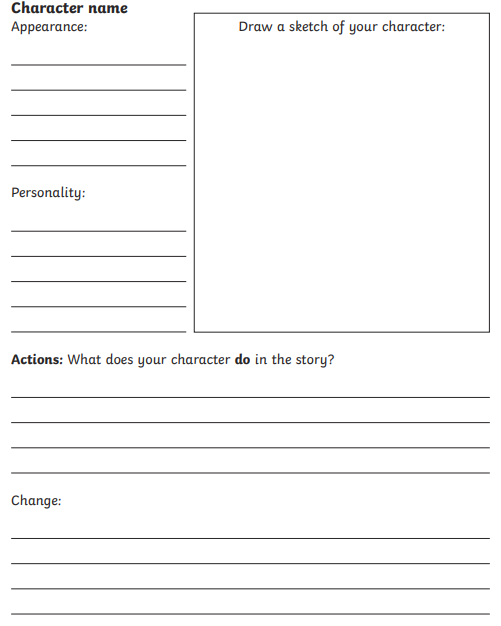 Character name
Appearance:
Draw a sketch of your character:
Personality:
Actions: What does your character do in the story?
Change: